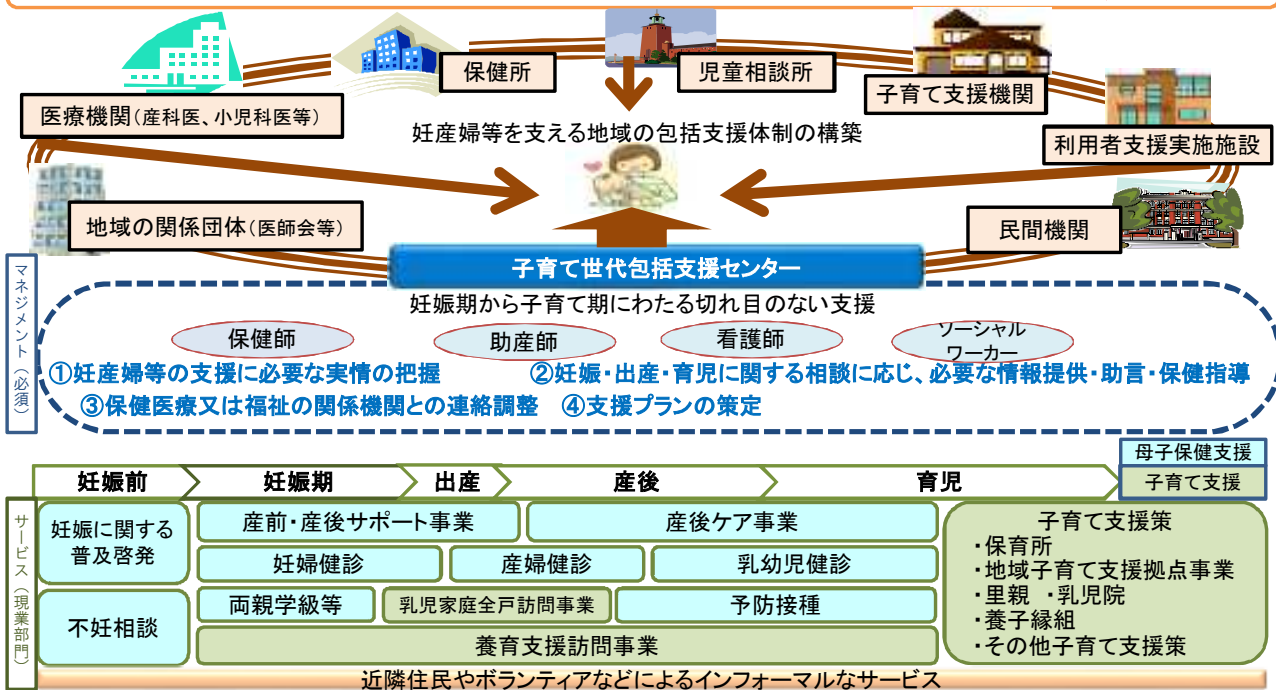 保健所
児童相談所
子育て支援機関
医療機関(産科医、小児科医等)
妊産婦等を支える地域の包括支援体制の構築
利用者支援実施施設
地域の関係団体(医師会等)
民間機関
子育て世代包括支援センター
マネジメント(必須)
妊娠期から子育て期にわたる切れ目のない支援
保健師
助産師
看護師
ソーシャル
ワーカー
①妊産婦等の支援に必要な実情の把握
②妊娠・出産・育児に関する相談に応じ、必要な情報提供・助言・保健指導
③保健医療又は福祉の関係機関との連絡調整
④支援プランの策定
母子保健支援
子育て支援
妊娠前
妊娠期
出産
産後
育児
サービス(現業部門)
妊娠に関する
普及啓発
産前・産後サポート事業
産後ケア事業
妊婦健診
産婦健診
乳幼児健診
不妊相談
両親学級等
乳児家庭全戸訪問事業
予防接種
養育支援訪問事業
子育て支援策
・保育所
・地域子育て支援拠点事業
・里親 ・乳児院
・養子縁組
・その他子育て支援策
近隣住民やボランティアなどによるインフォーマルなサービス